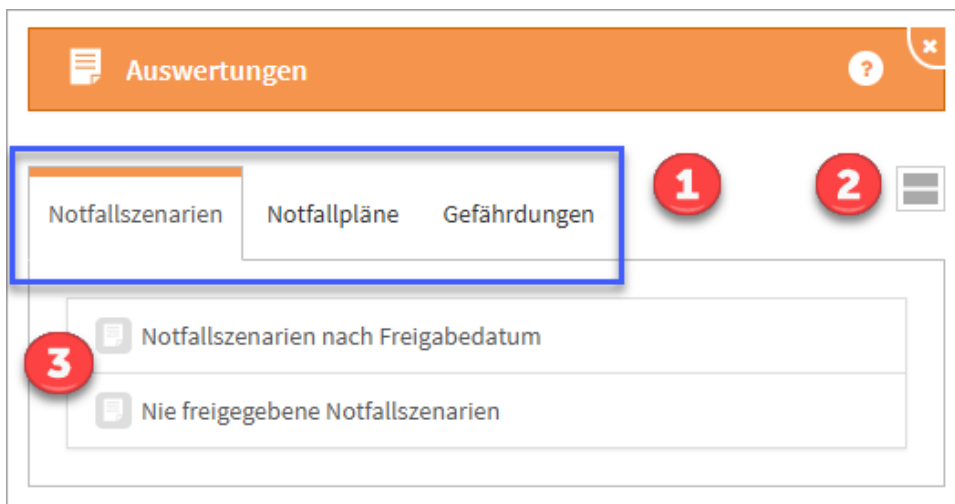 Auswertungen ?
Notfallszenarien Notfallpläne Gefährdungen 1 2
3 Notfallszenarien nach Freigabedatum
Nie freigegebene Notfallszenarien